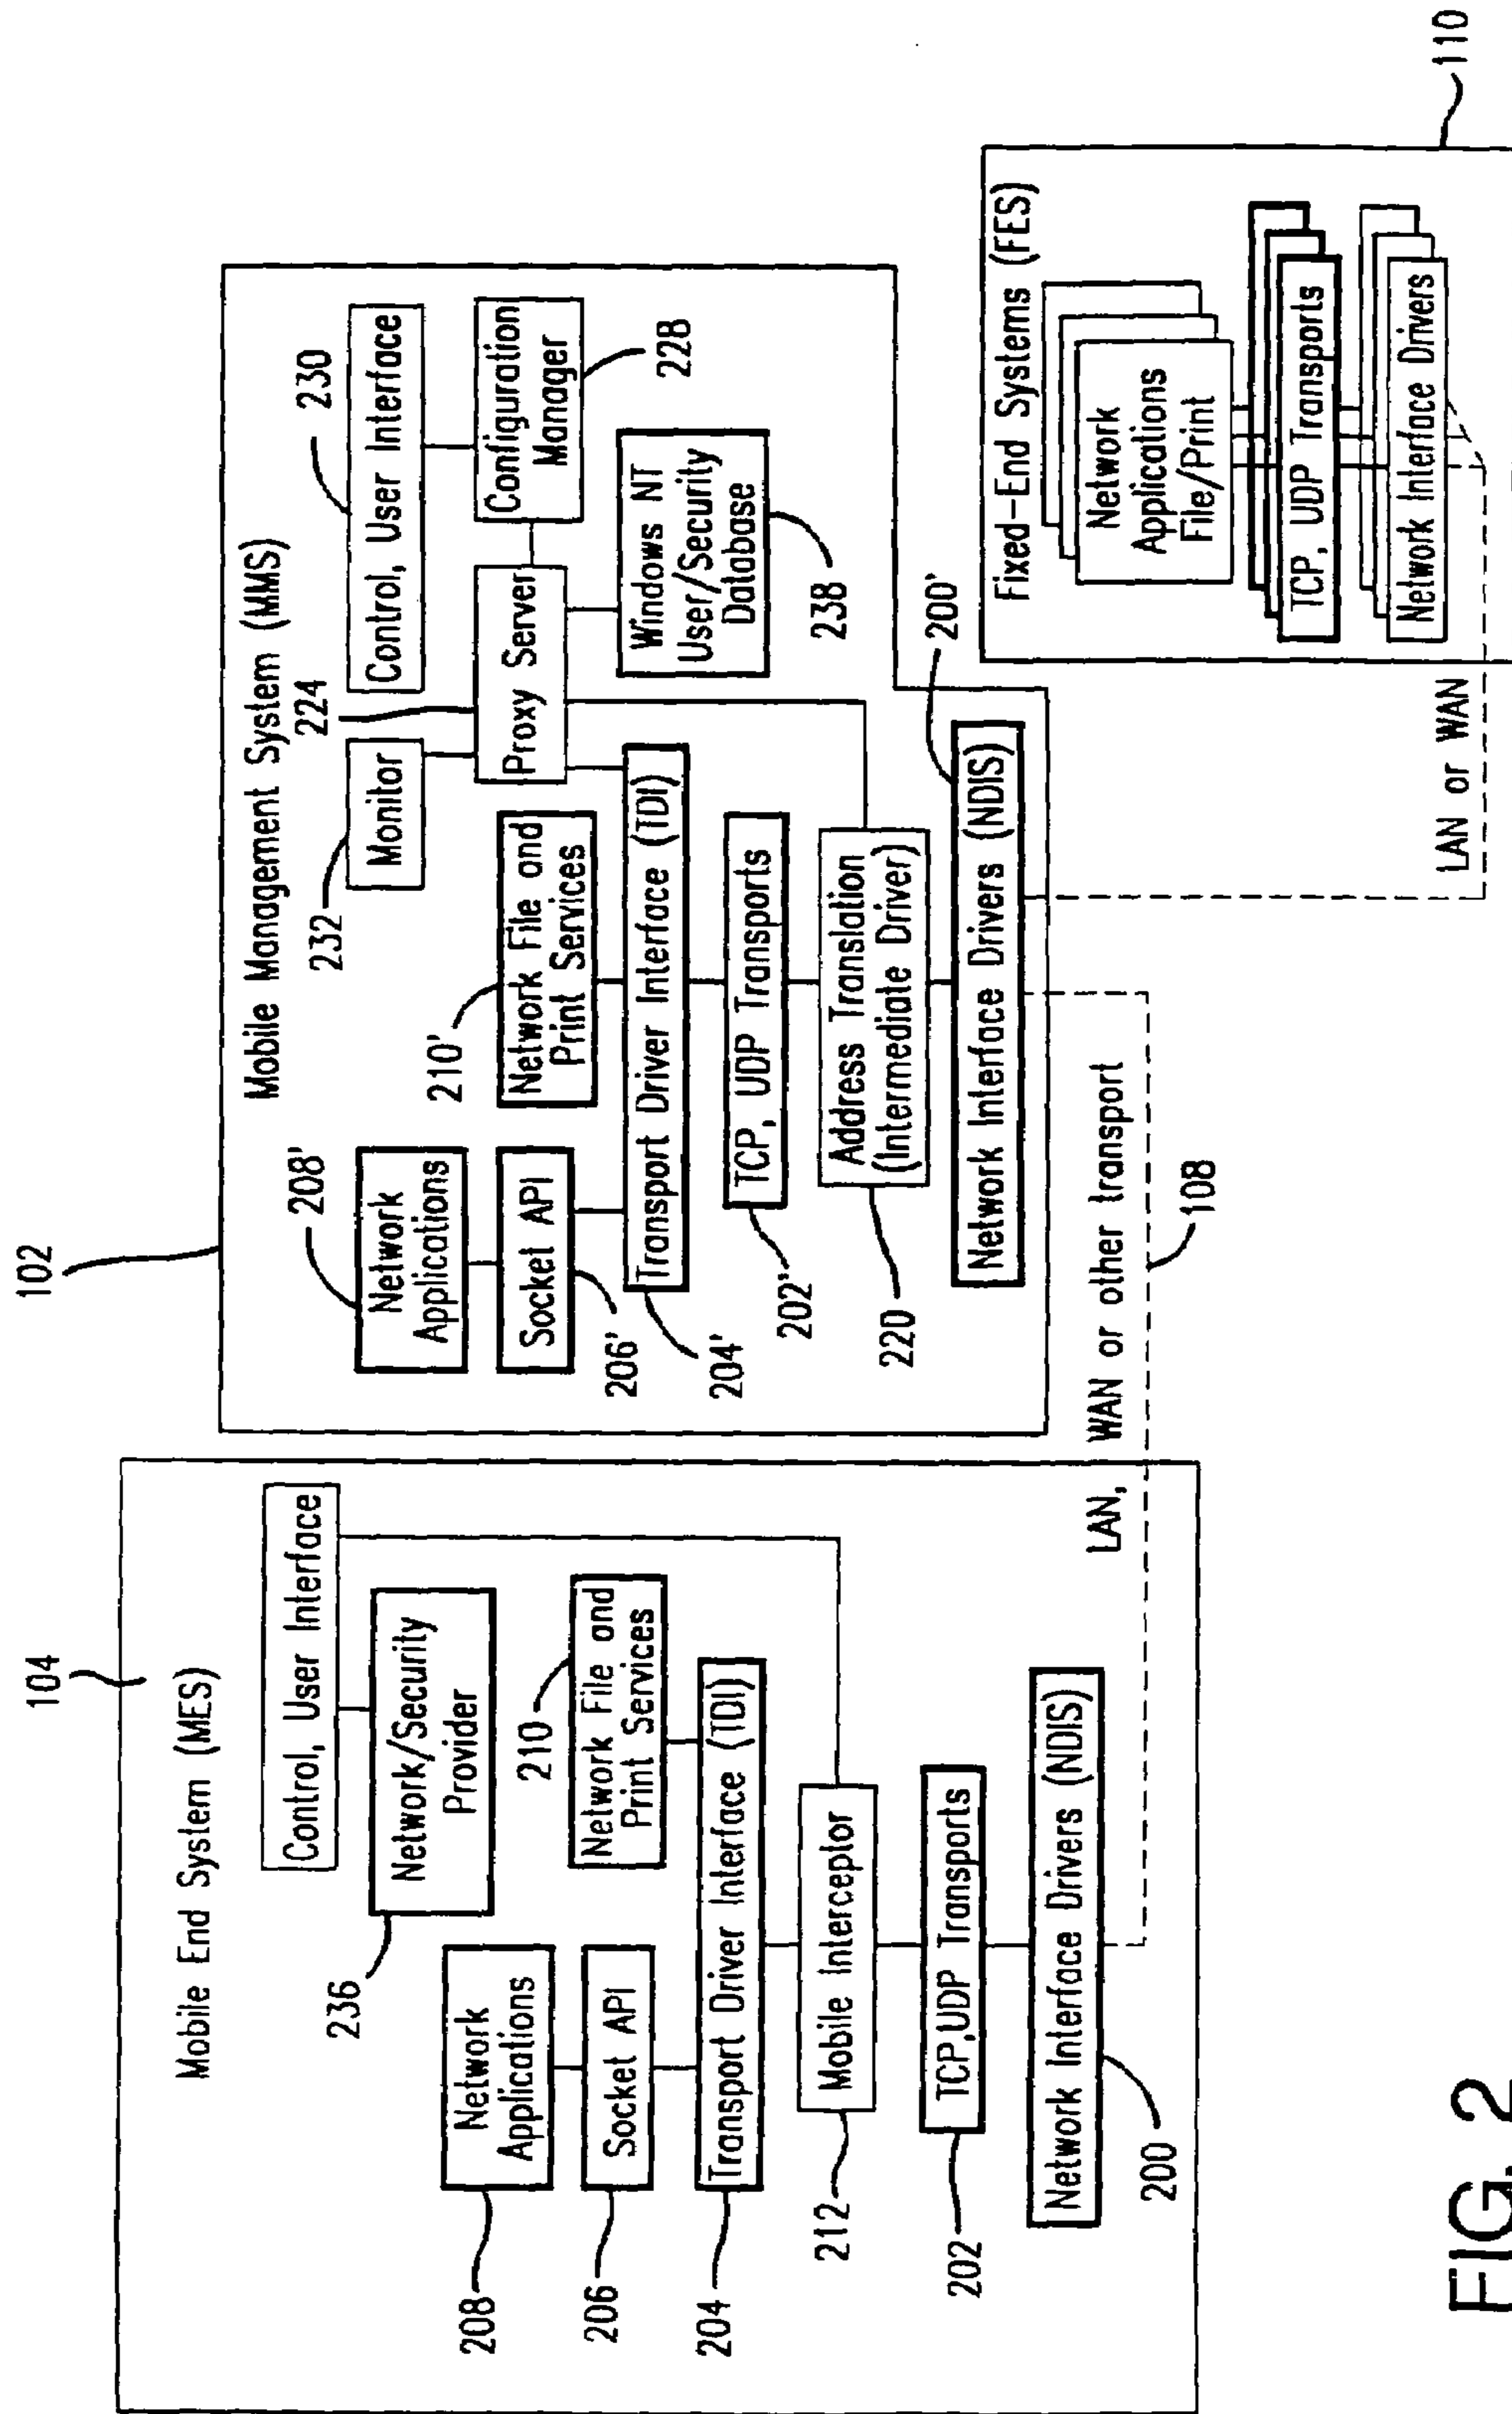 102
104
Mobile End System (MES)
Control, User Interface
Network/Security
Provider
236
Network
Applications
208
Socket API
206
210
Network File and
Print Services
Transport Driver Interface (TDI)
204
Mobile Interceptor
212
TCP,UDP Transports
202
Network Interface Drivers (NDIS)
200
LAN,
WAN or other transport
108
Mobile Management System (MMS)
232
Monitor
224
230
Control, User Interface
Proxy Server
Configuration
Manager
228
Windows NT
User/Security
Database
238
208'
Network
Applications
Socket API
206'
210'
Network File and
Print Services
Transport Driver Interface (TDI)
204'
TCP, UDP Transports
202'
Address Translation
(Intermediate Driver)
220
Network Interface Drivers (NDIS)
200'
LAN or WAN
Fixed-End Systems (FES)
Network
Applications
File/Print
TCP, UDP Transports
Network Interface Drivers
110
FIG. 2